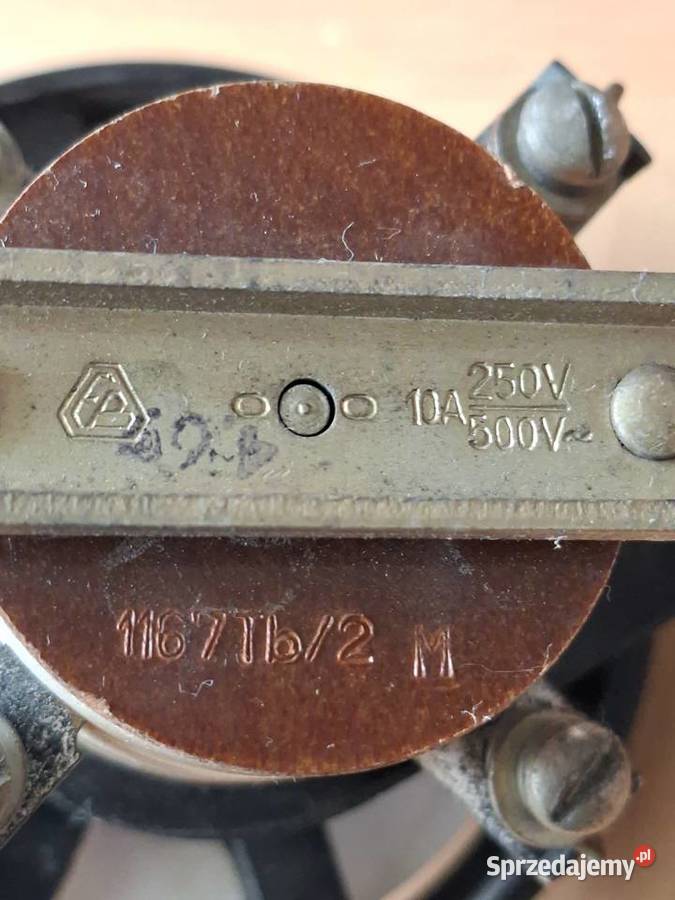 10A 250V
500V~
1167Tb/2 M
Sprzedajemy.pl